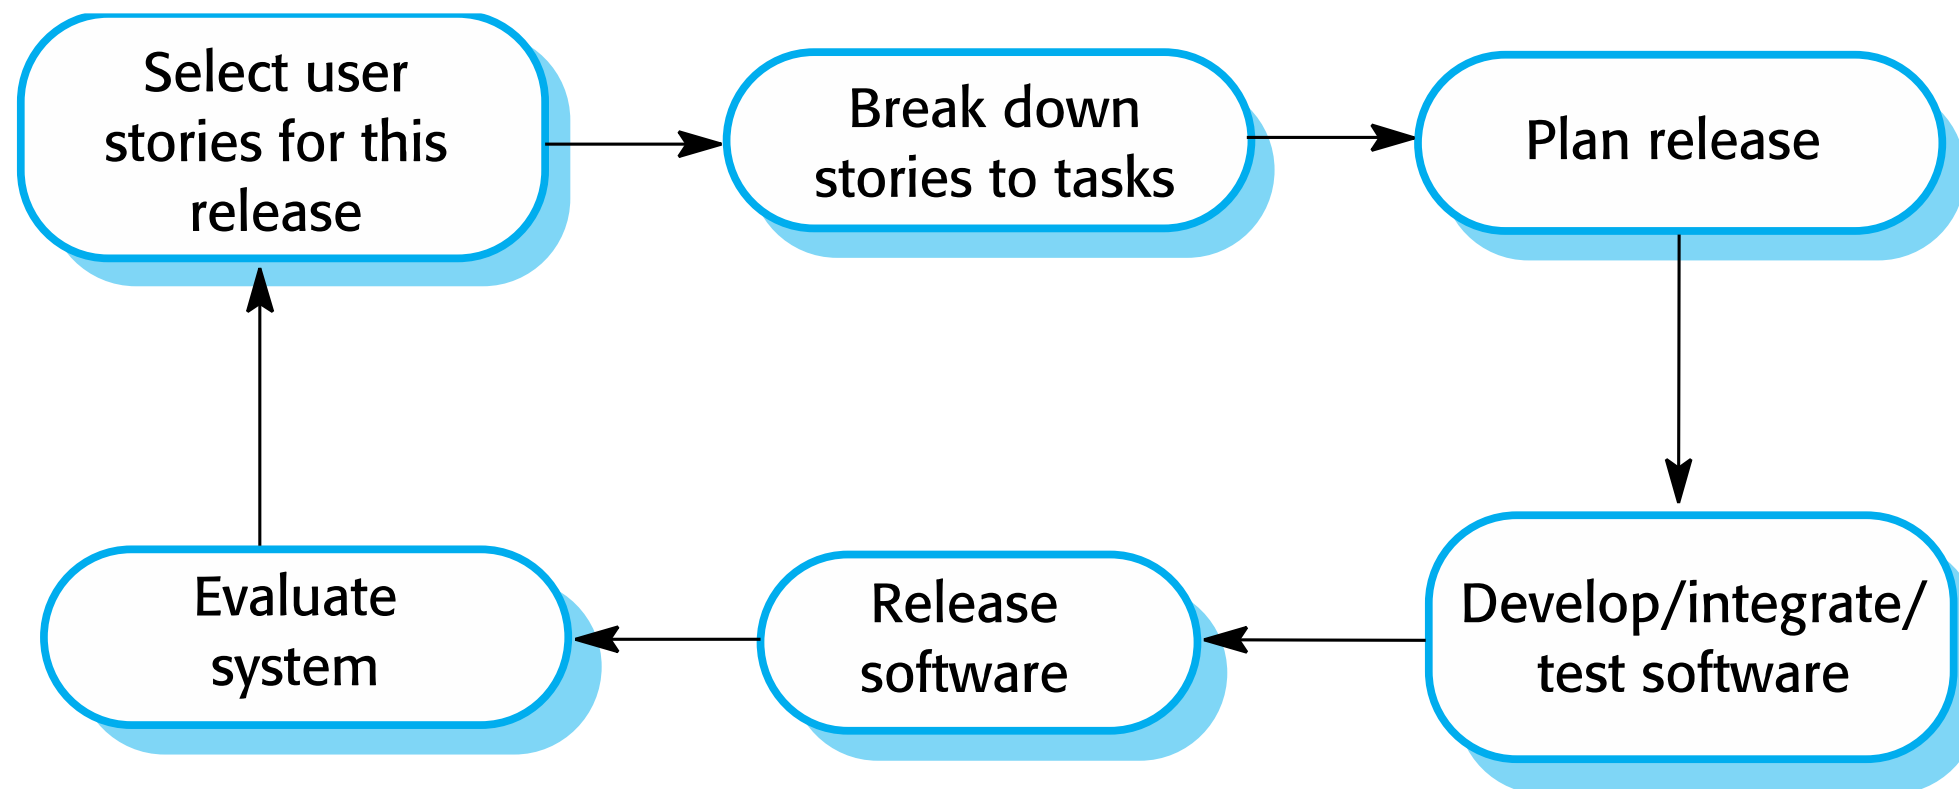 Select user
stories for this
release
Break down
stories to tasks
Plan release
Evaluate
system
Release
software
Develop/integrate/
test software